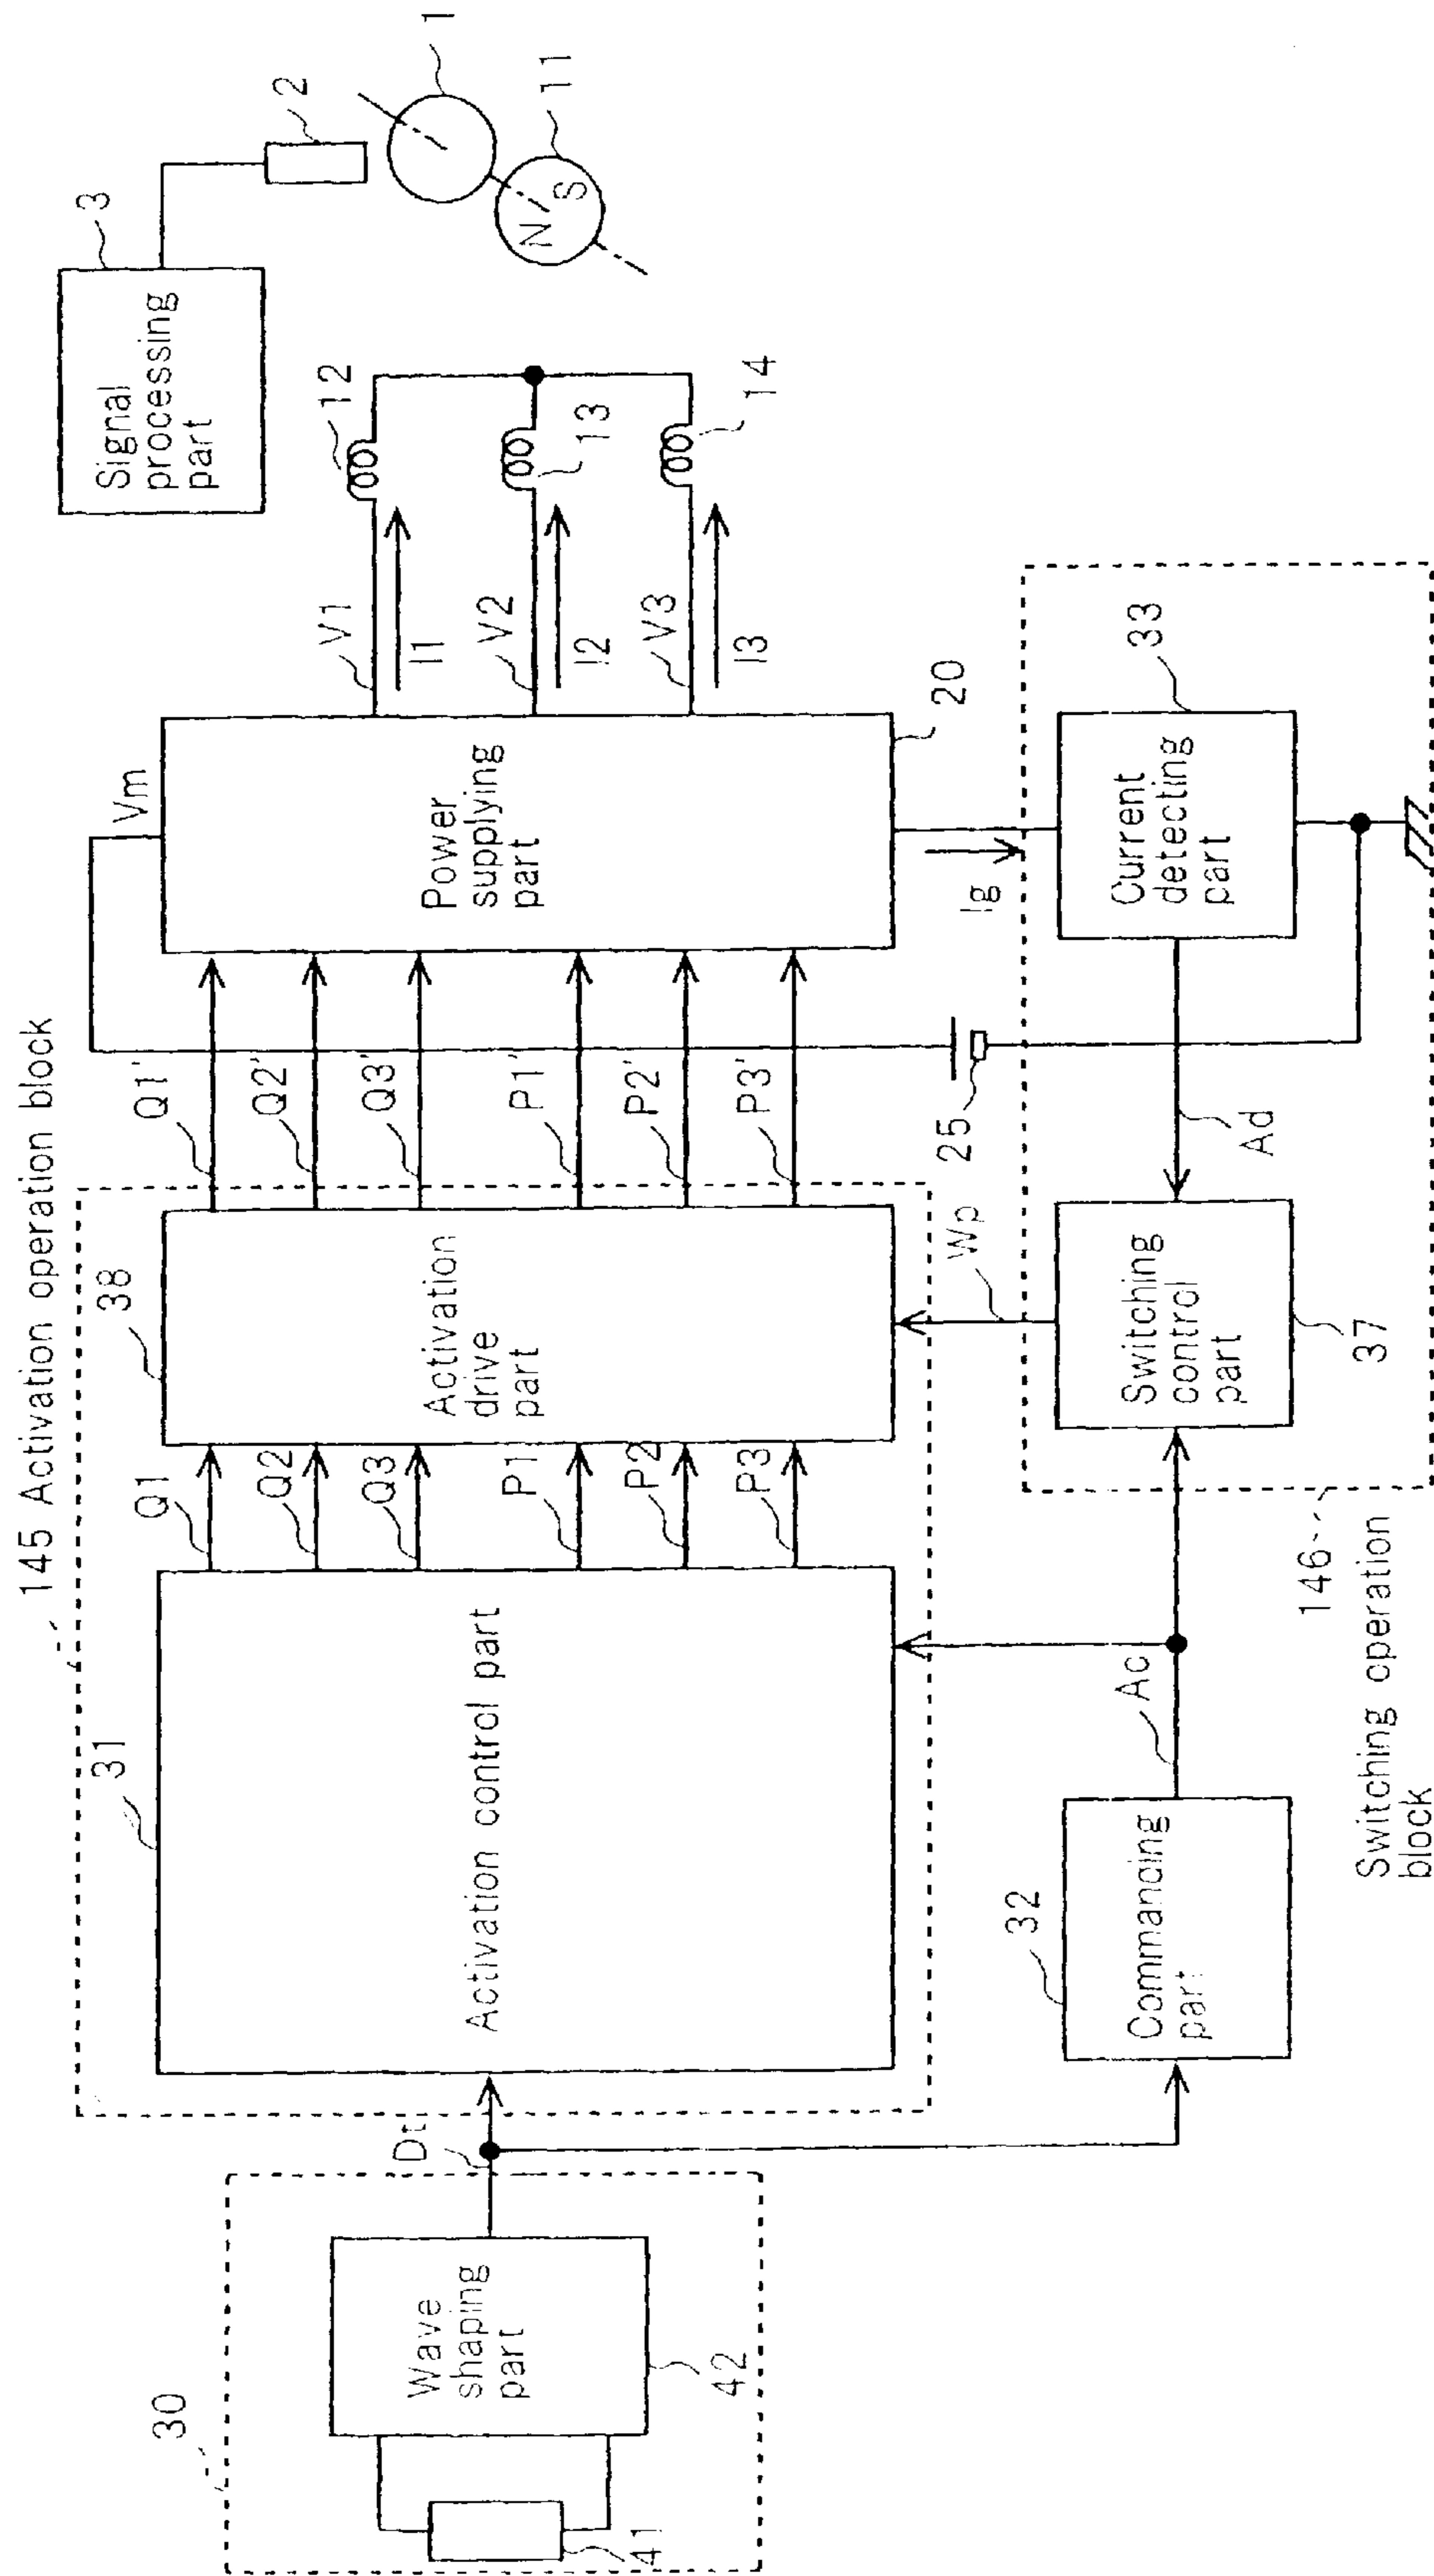 145 Activation operation block
30
Wave
shaping
part
41
42
Dt
31
Activation control part
Q1
Q2
Q3
P1
P2
P3
38
Activation
drive
part
Q1'
Q2'
Q3'
P1'
P2'
P3'
Vm
Power
supplying
part
20
V1
I1
V2
I2
V3
I3
12
13
14
Signal
processing
part
3
2
1
11
N
S
32
Commanding
part
Ac
Wp
Switching
control
part
37
Ad
25
Ig
Current
detecting
part
33
146
Switching operation
block